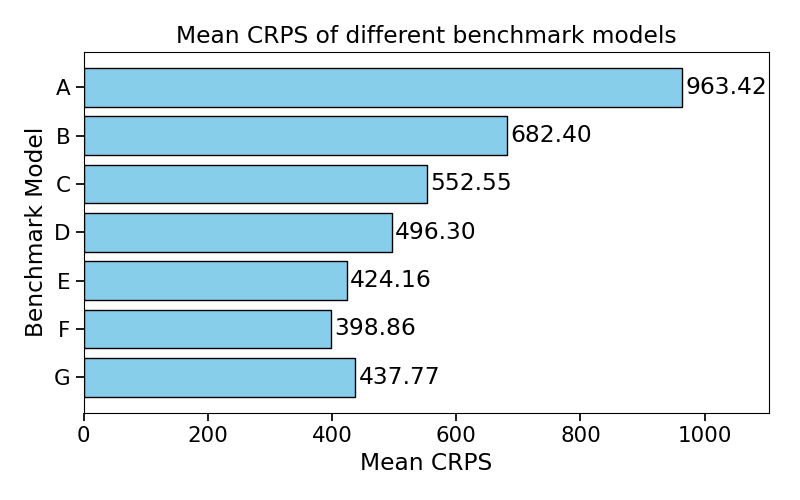 Mean CRPS of different benchmark models
Benchmark Model
A 963.42
B 682.40
C 552.55
D 496.30
E 424.16
F 398.86
G 437.77
0 200 400 600 800 1000
Mean CRPS